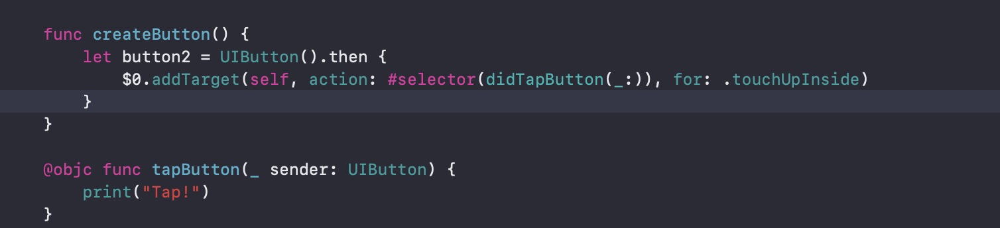 func createButton() {
    let button2 = UIButton().then {
        $0.addTarget(self, action: #selector(didTapButton(_:)), for: .touchUpInside)
    }
}
@objc func tapButton(_ sender: UIButton) {
    print("Tap!")
}